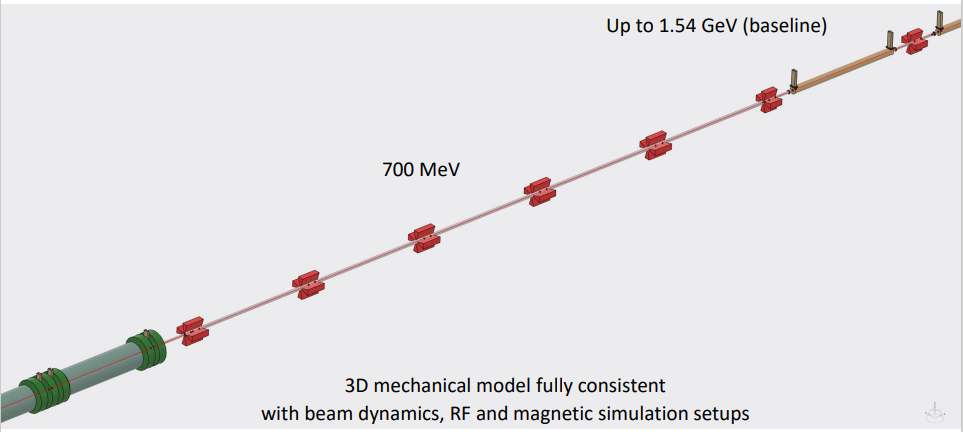 Up to 1.54 GeV (baseline)
700 MeV
3D mechanical model fully consistent
with beam dynamics, RF and magnetic simulation setups